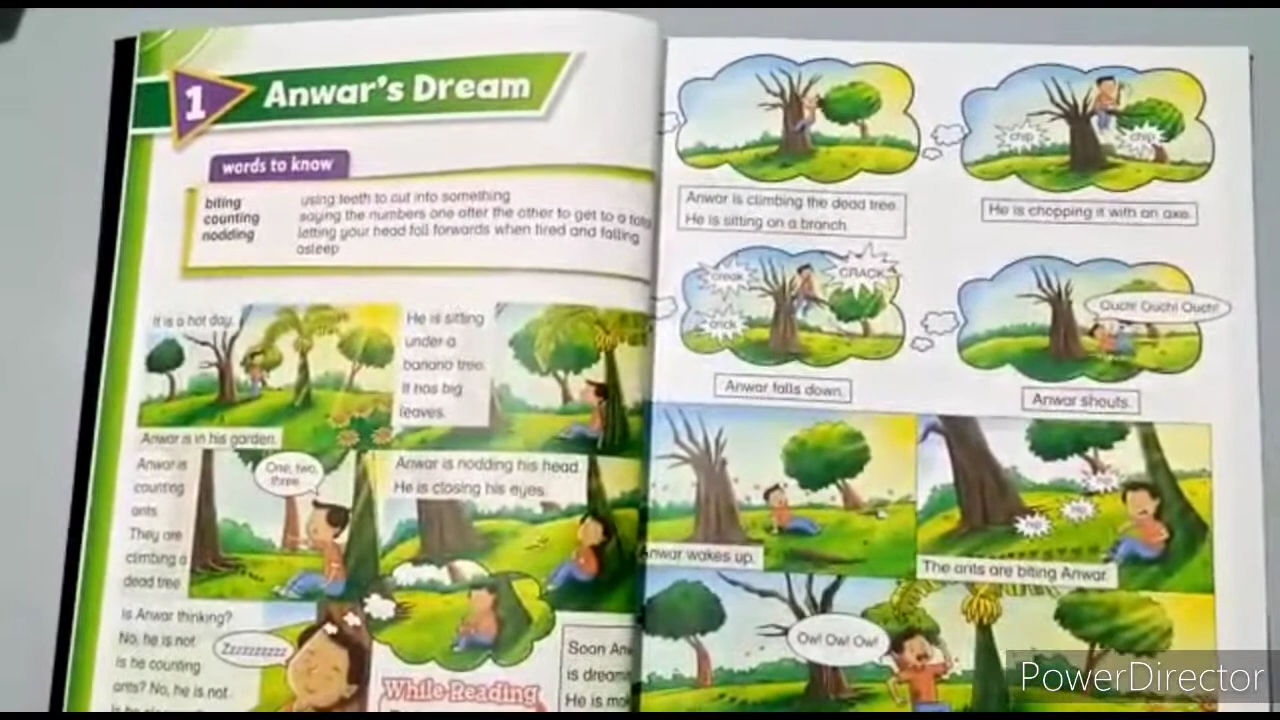 1
Anwar's Dream
words to know
biting using teeth to cut into something
counting saying the numbers one after the other to get to a total
nodding letting your head fall forwards when tired and falling
asleep
It is a hot day.
Anwar is in his garden.
He is sitting
under a
banana tree.
It has big
leaves.
Anwar is
counting
ants.
They are
climbing a
dead tree.
One, two,
three
Anwar is nodding his head.
He is closing his eyes.
Is Anwar thinking?
No, he is not.
Is he counting
ants? No, he is not.
Zzzzzzzzzz
While Reading
Soon
is
He is
Anwar is climbing the dead tree.
He is sitting on a branch.
chip
chip
He is chopping it with an axe.
creak
CRACK
crick
Anwar falls down.
Ouch! Ouch! Ouch!
Anwar shouts.
Anwar wakes up.
The ants are biting Anwar.
Ow! Ow! Ow!
PowerDirector